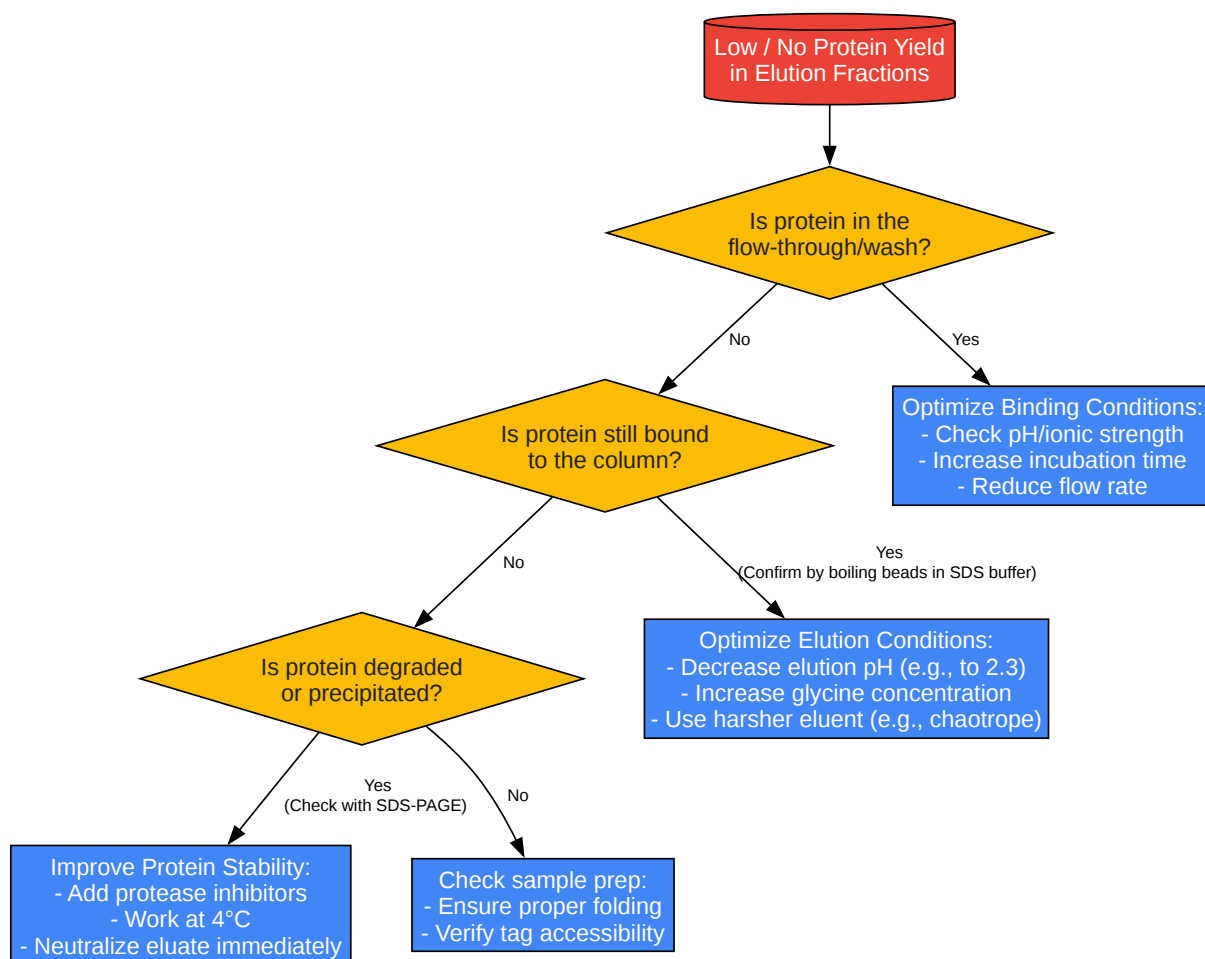 Low / No Protein Yield
in Elution Fractions
Is protein in the
flow-through/wash?
No
Yes
Optimize Binding Conditions:
- Check pH/ionic strength
- Increase incubation time
- Reduce flow rate
Is protein still bound
to the column?
No
Yes
(Confirm by boiling beads in SDS buffer)
Optimize Elution Conditions:
- Decrease elution pH (e.g., to 2.3)
- Increase glycine concentration
- Use harsher eluent (e.g., chaotrope)
Is protein degraded
or precipitated?
Yes
(Check with SDS-PAGE)
No
Improve Protein Stability:
- Add protease inhibitors
- Work at 4°C
- Neutralize eluate immediately
Check sample prep:
- Ensure proper folding
- Verify tag accessibility